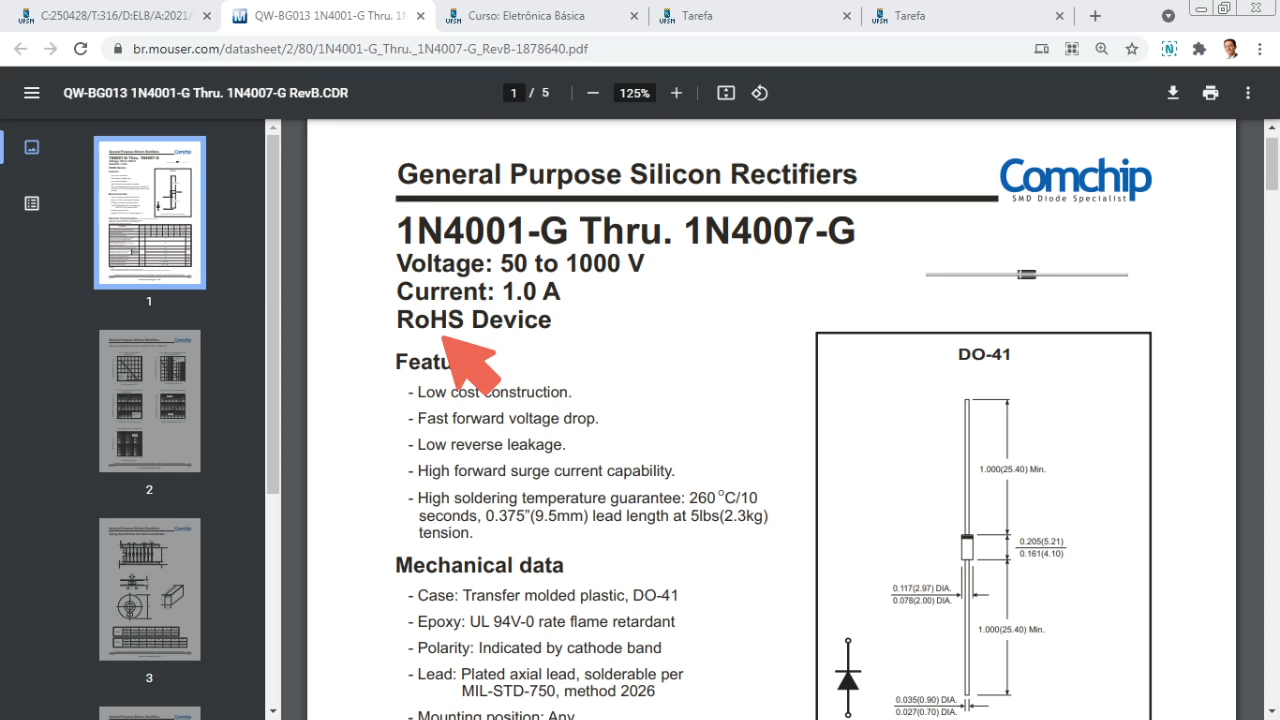 C:250428/T:316/D:ELB/A:2021/
QW-BG013 1N4001-G Thru. 1N
Curso: Eletrônica Básica
Tarefa
Tarefa
br.mouser.com/datasheet/2/80/1N4001-G_Thru._1N4007-G_RevB-1878640.pdf
QW-BG013 1N4001-G Thru. 1N4007-G RevB.CDR
1 / 5
125%
1
2
3
General Purpose Silicon Rectifiers
Comchip
SMD Diode Specialist
1N4001-G Thru. 1N4007-G
Voltage: 50 to 1000 V
Current: 1.0 A
RoHS Device
Featu
- Low cost construction.
- Fast forward voltage drop.
- Low reverse leakage.
- High forward surge current capability.
- High soldering temperature guarantee: 260°C/10
seconds, 0.375”(9.5mm) lead length at 5lbs(2.3kg)
tension.
Mechanical data
- Case: Transfer molded plastic, DO-41
- Epoxy: UL 94V-0 rate flame retardant
- Polarity: Indicated by cathode band
- Lead: Plated axial lead, solderable per
MIL-STD-750, method 2026
- Mounting position: Any
DO-41
1.000(25.40) Min.
0.205(5.21)
0.161(4.10)
0.117(2.97) DIA.
0.078(2.00) DIA.
1.000(25.40) Min.
0.035(0.90) DIA.
0.027(0.70) DIA.